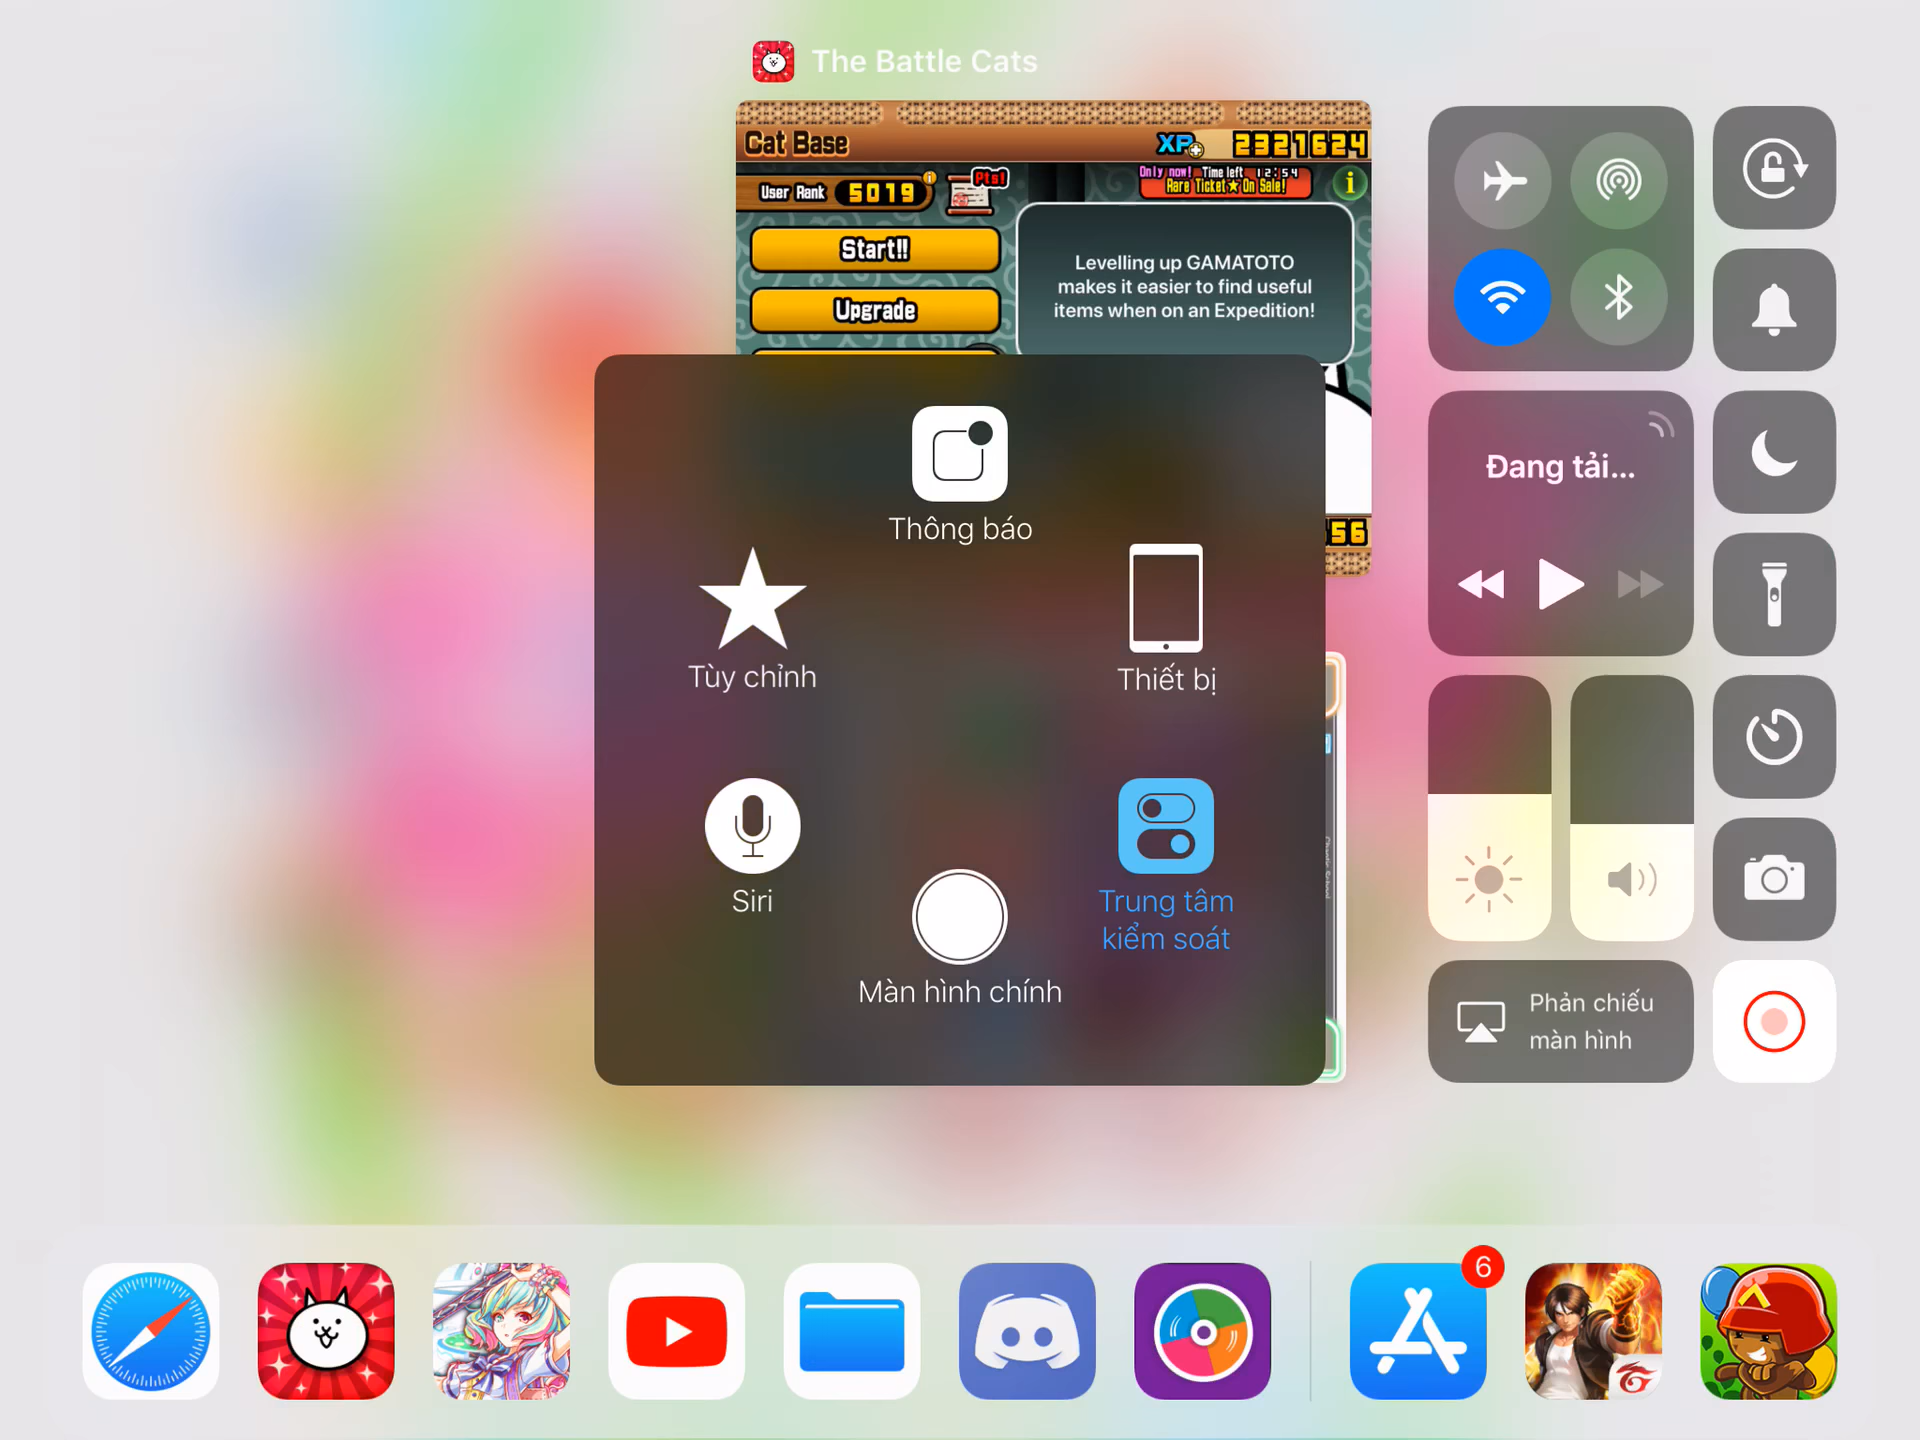 The Battle Cats
Cat Base
XP
2321624
User Rank
5019
Pts!
Only now! Time left 12:54
Rare Ticket★On Sale!
Start!!
Upgrade
Levelling up GAMATOTO
makes it easier to find useful
items when on an Expedition!
56
Thông báo
Tùy chỉnh
Thiết bị
Siri
Trung tâm
kiểm soát
Màn hình chính
Đang tải...
Phản chiếu
màn hình
6